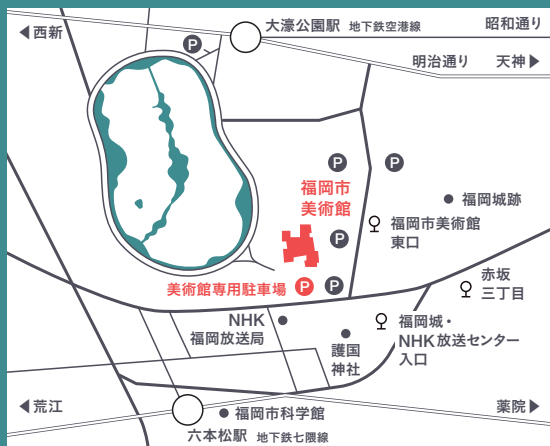 ◀西新
P
大濠公園駅 地下鉄空港線
昭和通り
明治通り 天神▶
P
P
福岡市
美術館
P
福岡城跡
福岡市美術館
東口
美術館専用駐車場 P
P
赤坂
三丁目
NHK
福岡放送局
護国
神社
福岡城・
NHK放送センター
入口
◀荒江
福岡市科学館
薬院▶
六本松駅 地下鉄七隈線